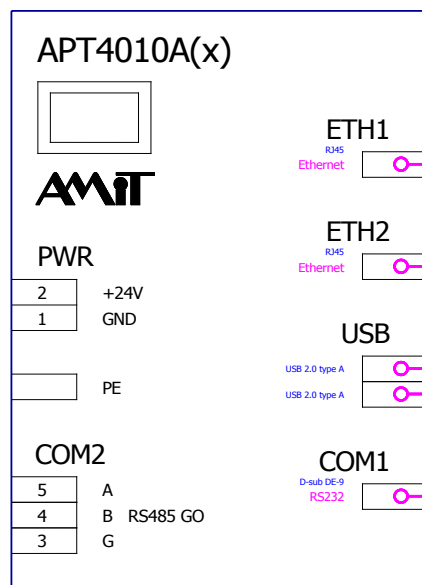 APT4010A(x)
AMiT
ETH1
RJ45
Ethernet
ETH2
RJ45
Ethernet
PWR
2 +24V
1 GND
PE
USB
USB 2.0 type A
USB 2.0 type A
COM2
5 A
4 B RS485 GO
3 G
COM1
D-sub DE-9
RS232